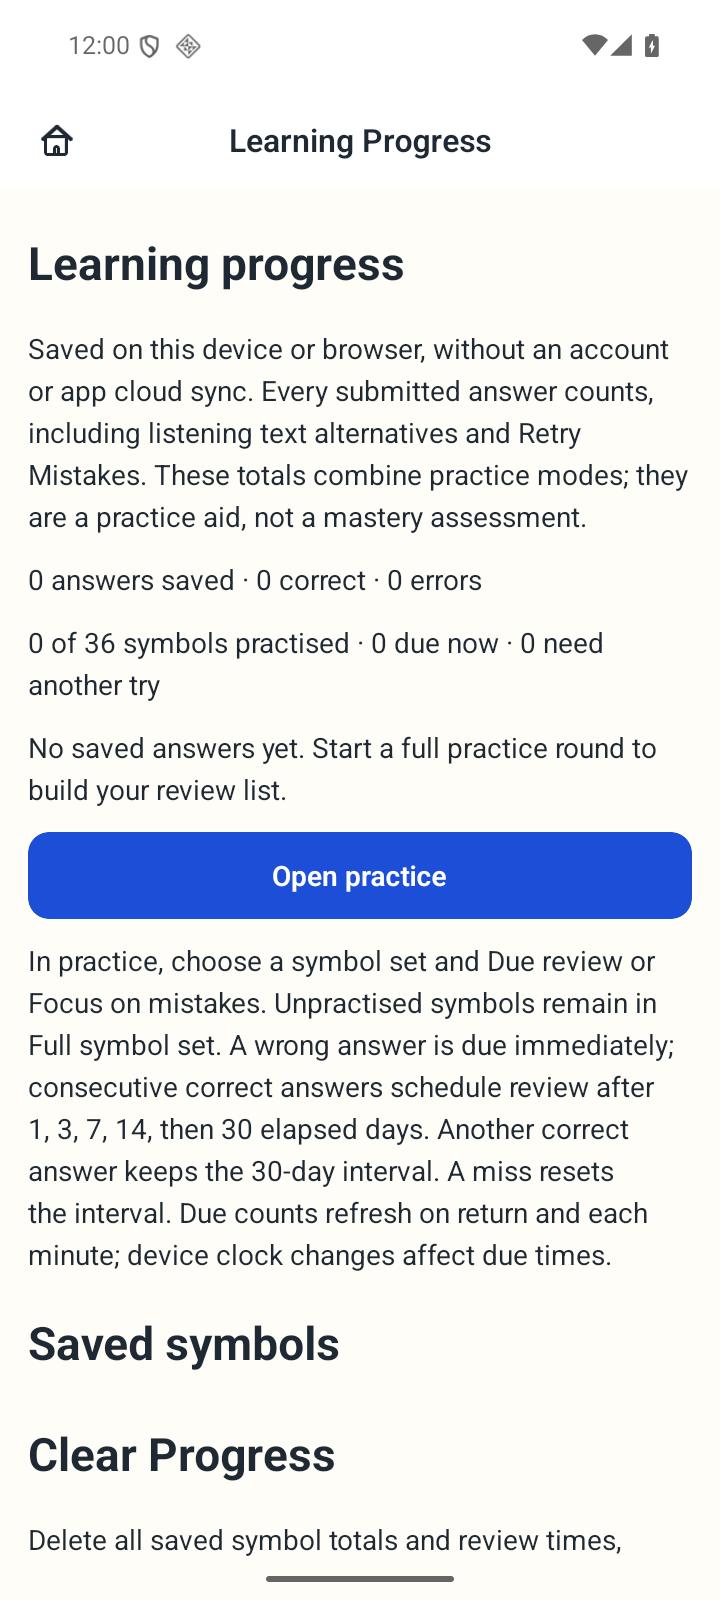 12:00
Learning Progress
Learning progress
Saved on this device or browser, without an account
or app cloud sync. Every submitted answer counts,
including listening text alternatives and Retry
Mistakes. These totals combine practice modes; they
are a practice aid, not a mastery assessment.
0 answers saved · 0 correct · 0 errors
0 of 36 symbols practised · 0 due now · 0 need
another try
No saved answers yet. Start a full practice round to
build your review list.
Open practice
In practice, choose a symbol set and Due review or
Focus on mistakes. Unpractised symbols remain in
Full symbol set. A wrong answer is due immediately;
consecutive correct answers schedule review after
1, 3, 7, 14, then 30 elapsed days. Another correct
answer keeps the 30-day interval. A miss resets
the interval. Due counts refresh on return and each
minute; device clock changes affect due times.
Saved symbols
Clear Progress
Delete all saved symbol totals and review times,